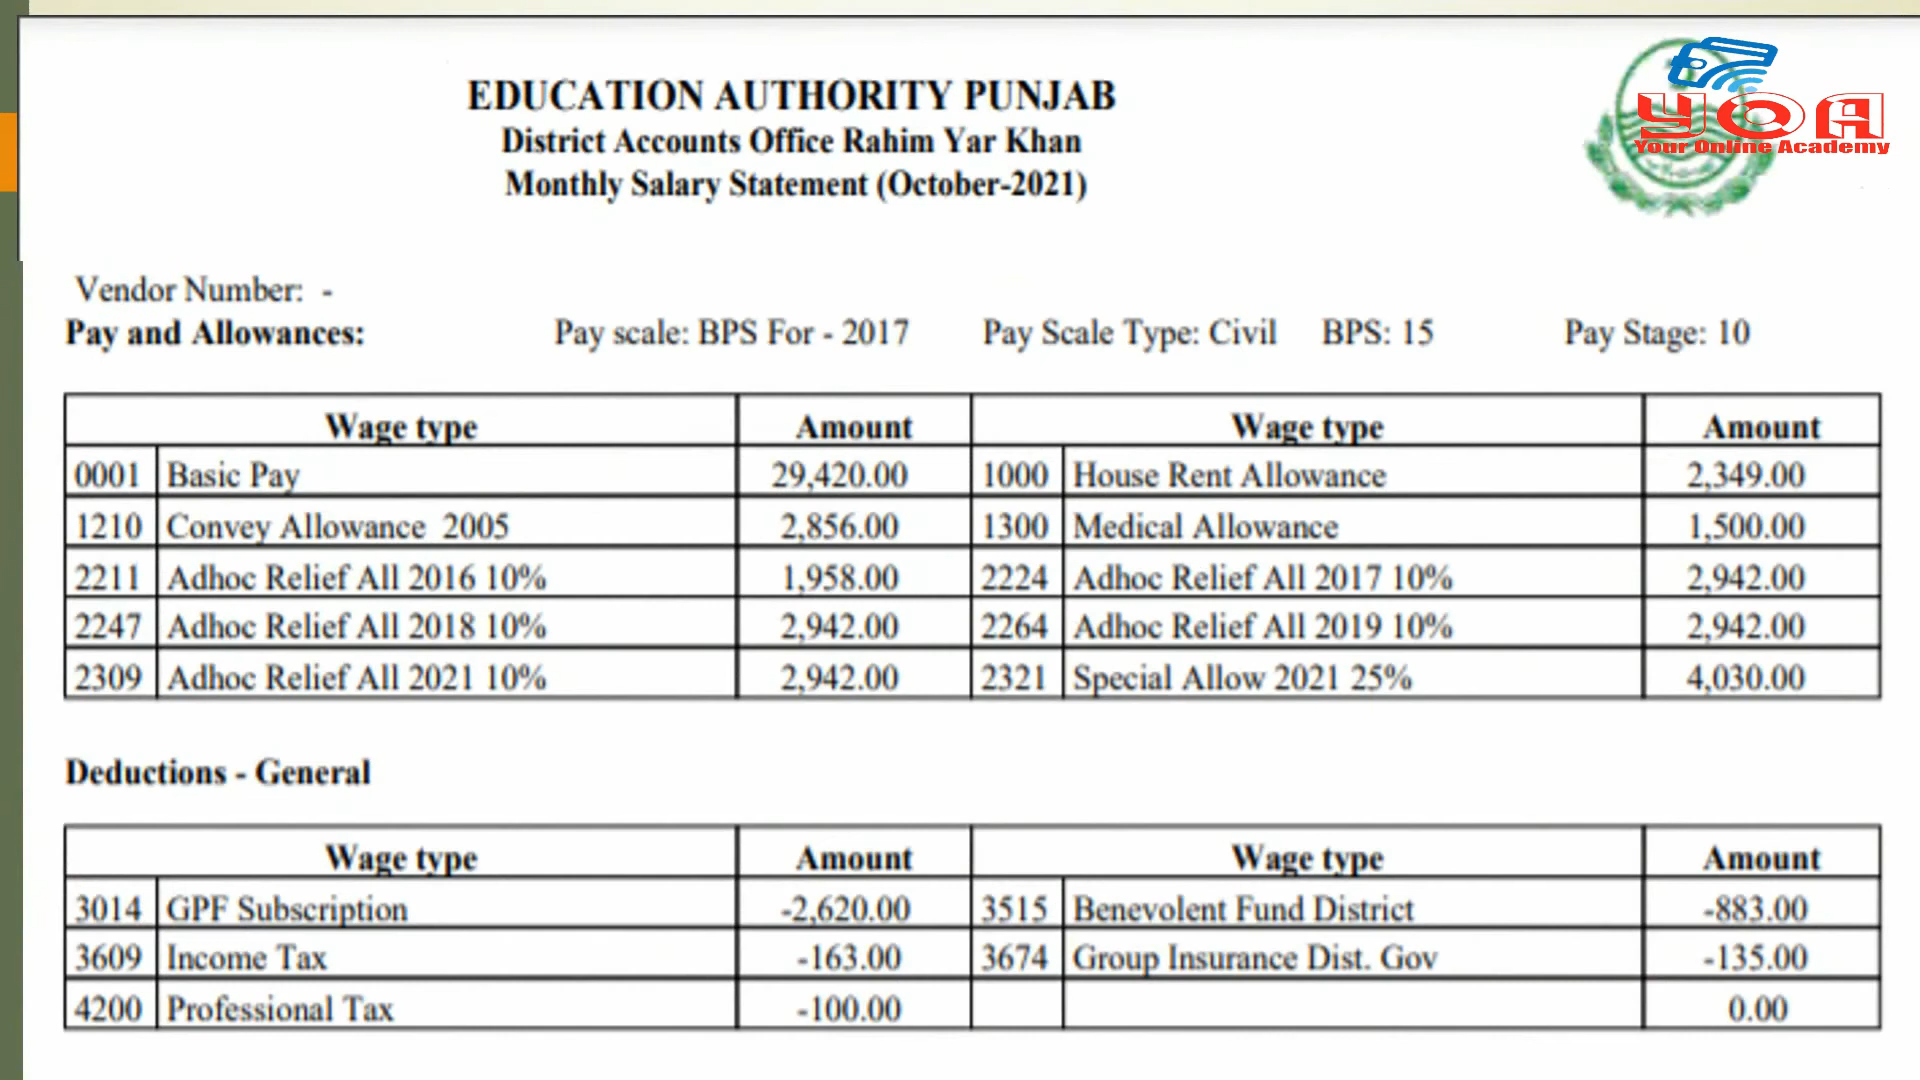 EDUCATION AUTHORITY PUNJAB
District Accounts Office Rahim Yar Khan
Monthly Salary Statement (October-2021)
YOA
Your Online Academy
Vendor Number: -
Pay and Allowances: Pay scale: BPS For - 2017 Pay Scale Type: Civil BPS: 15 Pay Stage: 10
Wage type Amount Wage type Amount
0001 Basic Pay 29,420.00 1000 House Rent Allowance 2,349.00
1210 Convey Allowance 2005 2,856.00 1300 Medical Allowance 1,500.00
2211 Adhoc Relief All 2016 10% 1,958.00 2224 Adhoc Relief All 2017 10% 2,942.00
2247 Adhoc Relief All 2018 10% 2,942.00 2264 Adhoc Relief All 2019 10% 2,942.00
2309 Adhoc Relief All 2021 10% 2,942.00 2321 Special Allow 2021 25% 4,030.00
Deductions - General
Wage type Amount Wage type Amount
3014 GPF Subscription -2,620.00 3515 Benevolent Fund District -883.00
3609 Income Tax -163.00 3674 Group Insurance Dist. Gov -135.00
4200 Professional Tax -100.00 0.00